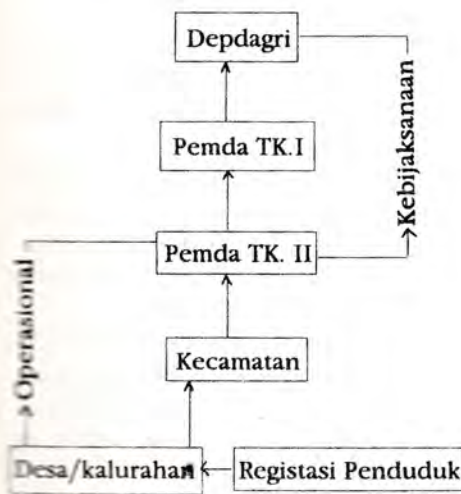 Depdagri
Kebijaksanaan
Pemda TK.I
Pemda TK. II
Operasional
Kecamatan
Desa/kalurahan
Registasi Penduduk